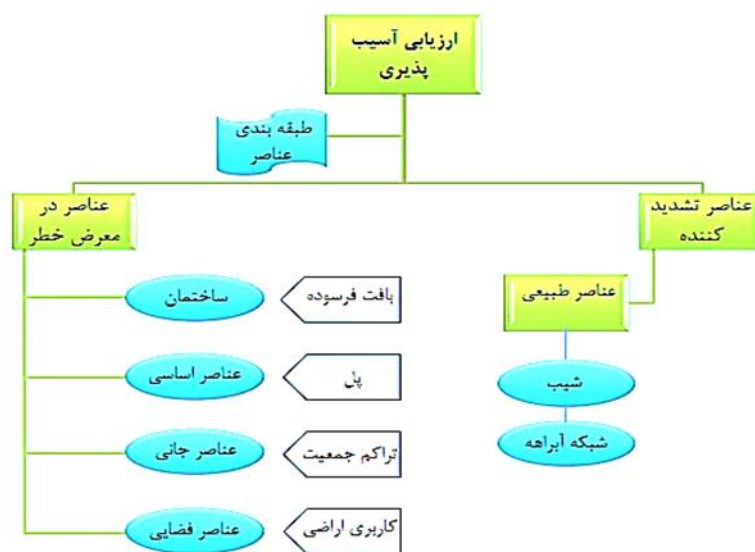 ارزیابی آسیب
پذیری
طبقه بندی
عناصر
عناصر تشدید
کننده
عناصر در
معرض خطر
عناصر طبیعی
شیب
شبکه آبراهه
بافت فرسوده
ساختمان
پل
عناصر اساسی
تراکم جمعیت
عناصر جانی
کاربری اراضی
عناصر فضایی